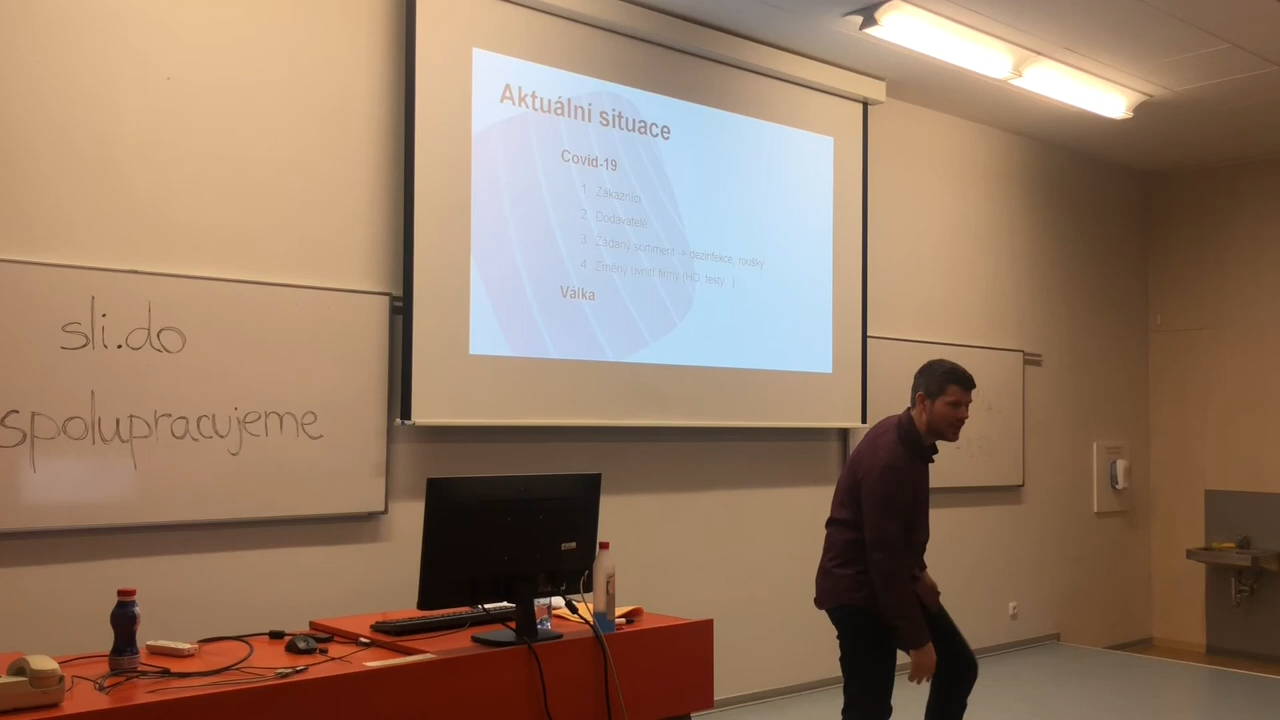 Aktuální situace
Covid-19
1. Zákazníci
2. Dodavatelé
3. Žádaný sortiment -> dezinfekce, roušky
4. Změny uvnitř firmy (HO, testy...)
Válka
sli.do
spolupracujeme